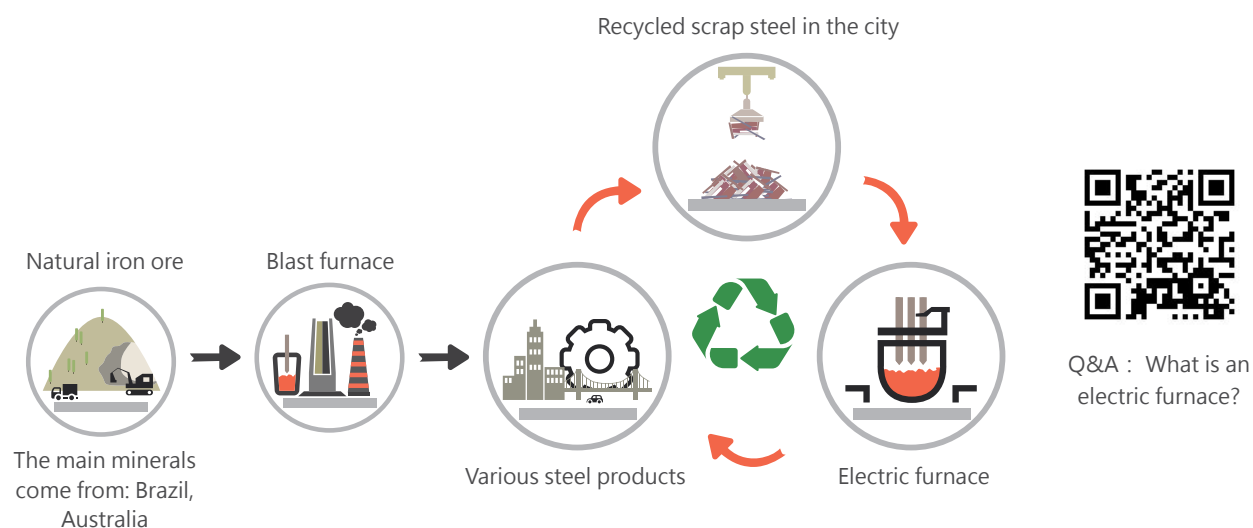 Recycled scrap steel in the city
Natural iron ore
Blast furnace
The main minerals
come from: Brazil,
Australia
Various steel products
Electric furnace
Q&A： What is an
electric furnace?